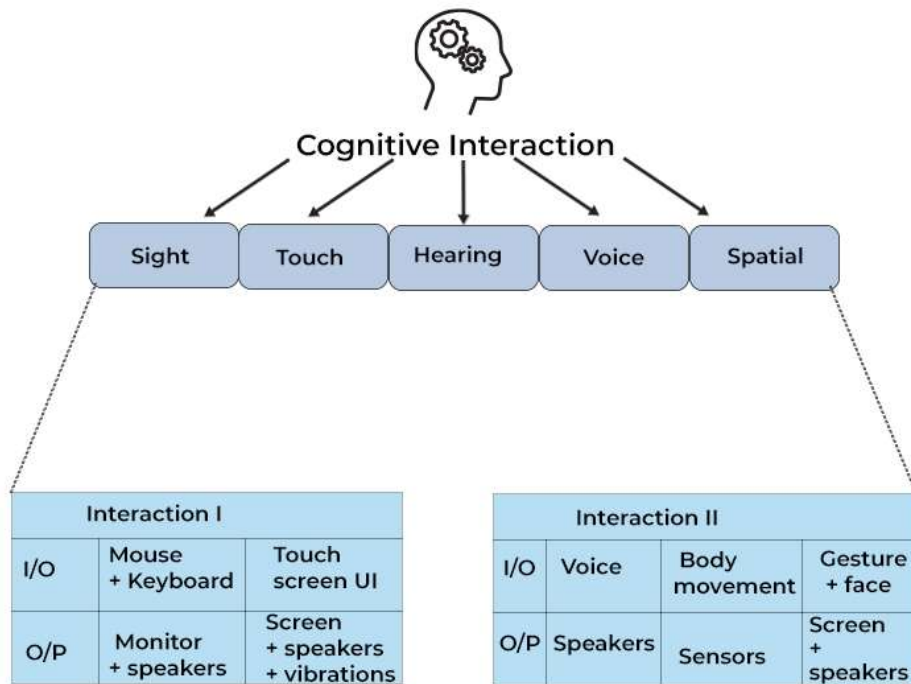 Cognitive Interaction
Sight
Touch
Hearing
Voice
Spatial
Interaction I
I/O
Mouse
+ Keyboard
Touch
screen UI
O/P
Monitor
+ speakers
Screen
+ speakers
+ vibrations
Interaction II
I/O
Voice
Body
movement
Gesture
+ face
O/P
Speakers
Sensors
Screen
+
speakers